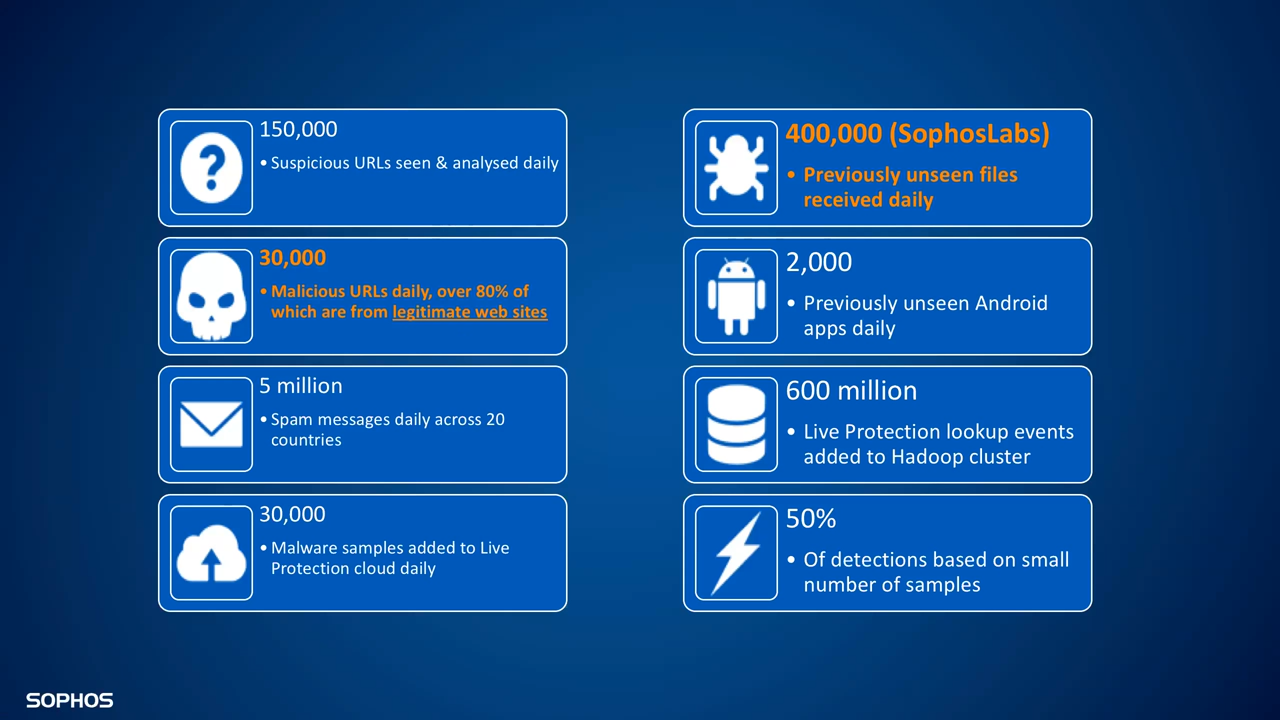 150,000
• Suspicious URLs seen & analysed daily
30,000
• Malicious URLs daily, over 80% of
which are from legitimate web sites
5 million
• Spam messages daily across 20
countries
30,000
• Malware samples added to Live
Protection cloud daily
400,000 (SophosLabs)
• Previously unseen files
received daily
2,000
• Previously unseen Android
apps daily
600 million
• Live Protection lookup events
added to Hadoop cluster
50%
• Of detections based on small
number of samples
SOPHOS